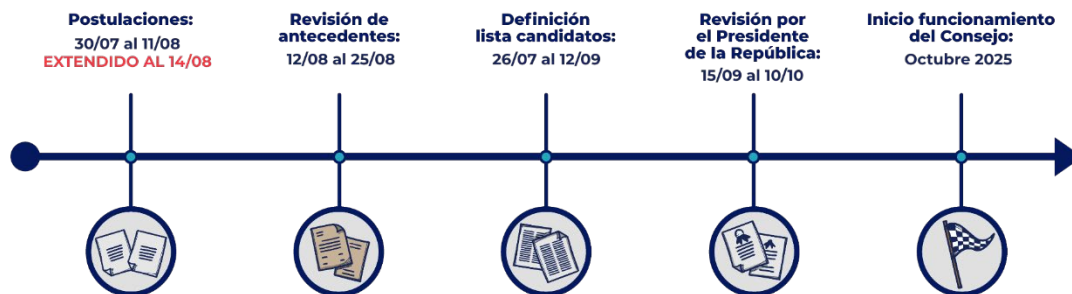 Postulaciones:
30/07 al 11/08
EXTENDIDO AL 14/08
Revisión de
antecedentes:
12/08 al 25/08
Definición
lista candidatos:
26/07 al 12/09
Revisión por
el Presidente
de la República:
15/09 al 10/10
Inicio funcionamiento
del Consejo:
Octubre 2025